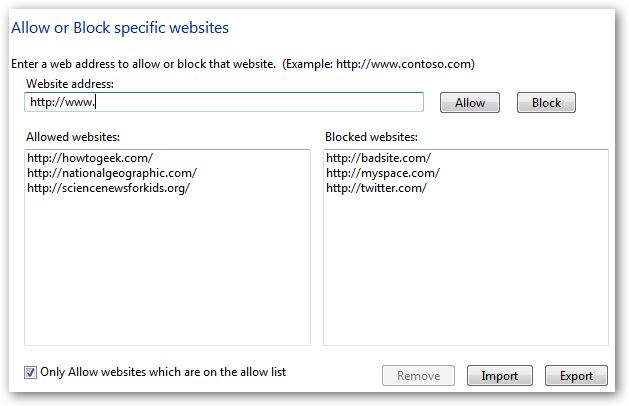 Allow or Block specific websites
Enter a web address to allow or block that website.  (Example: http://www.contoso.com)
Website address:
http://www.
Allow
Block
Allowed websites:
http://howtogeek.com/
http://nationalgeographic.com/
http://sciencenewsforkids.org/
Blocked websites:
http://badsite.com/
http://myspace.com/
http://twitter.com/
Only Allow websites which are on the allow list
Remove
Import
Export